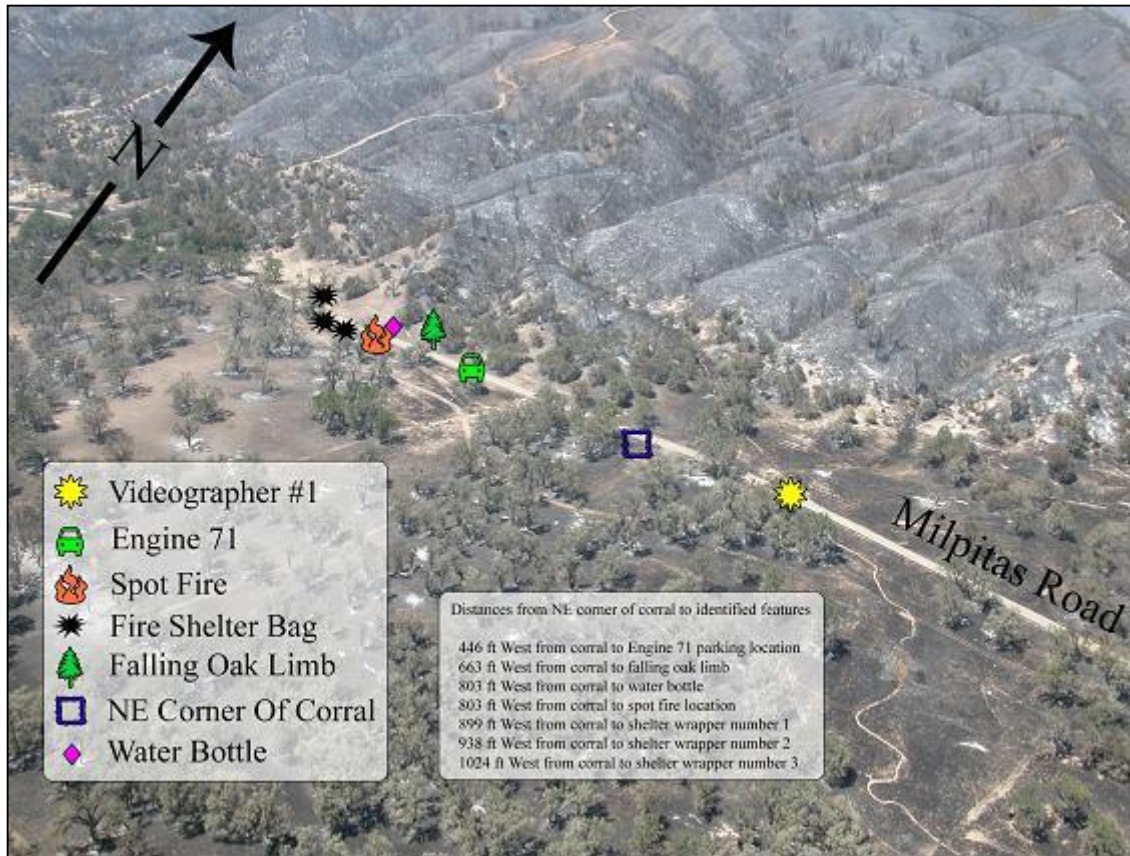 N
Videographer #1
Engine 71
Spot Fire
Fire Shelter Bag
Falling Oak Limb
NE Corner Of Corral
Water Bottle
Distances from NE corner of corral to identified features
446 ft West from corral to Engine 71 parking location
663 ft West from corral to falling oak limb
803 ft West from corral to water bottle
803 ft West from corral to spot fire location
899 ft West from corral to shelter wrapper number 1
938 ft West from corral to shelter wrapper number 2
1024 ft West from corral to shelter wrapper number 3
Milpitas Road